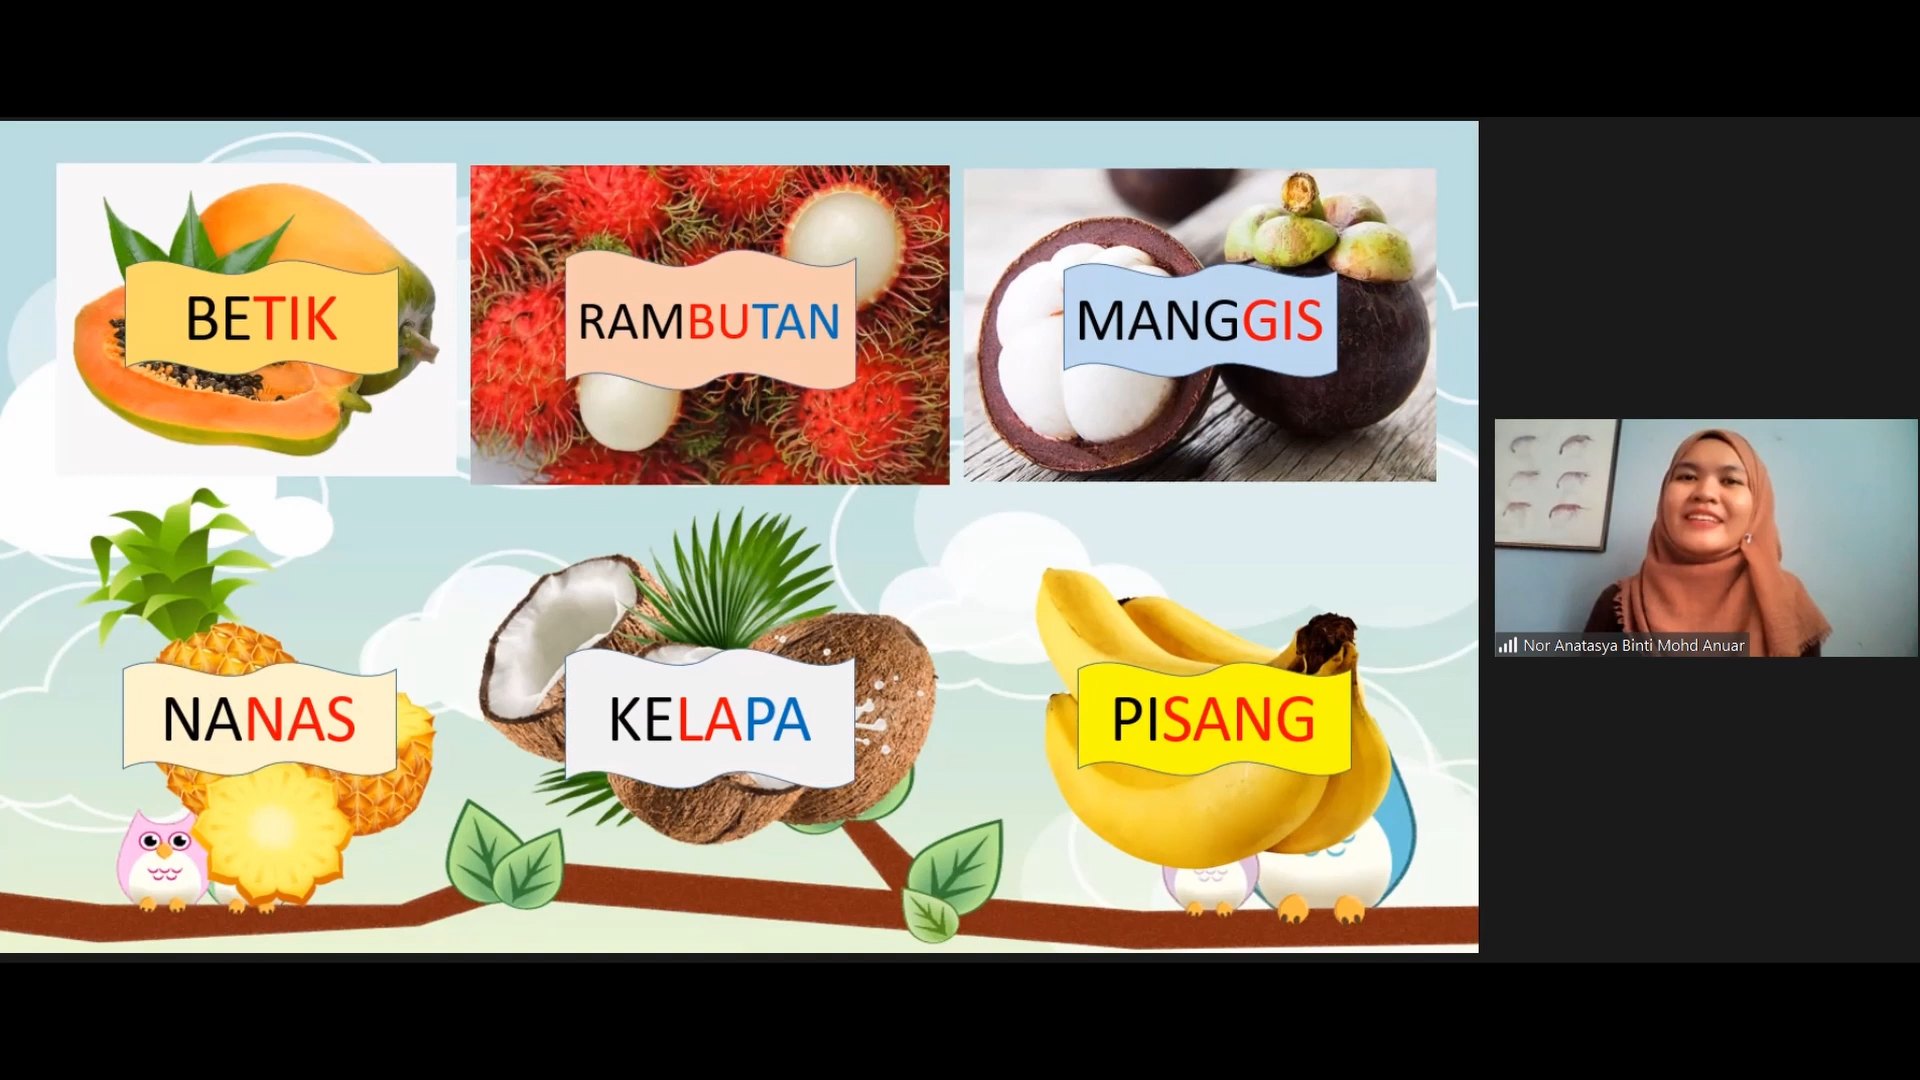 BETIK
RAMBUTAN
MANGGIS
NANAS
KELAPA
PISANG
Nor Anatasya Binti Mohd Anuar